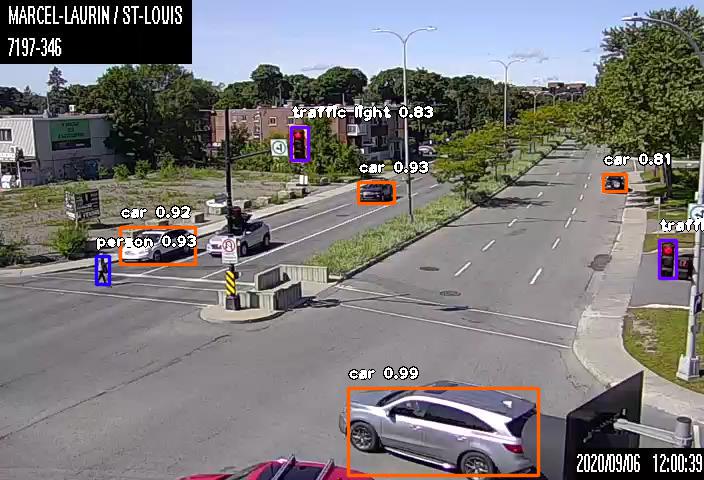 MARCEL-LAURIN / ST-LOUIS
7197-346
traffic light 0.83
car 0.93
car 0.81
car 0.92
person 0.93
traff
car 0.99
2020/09/06 12:00:39